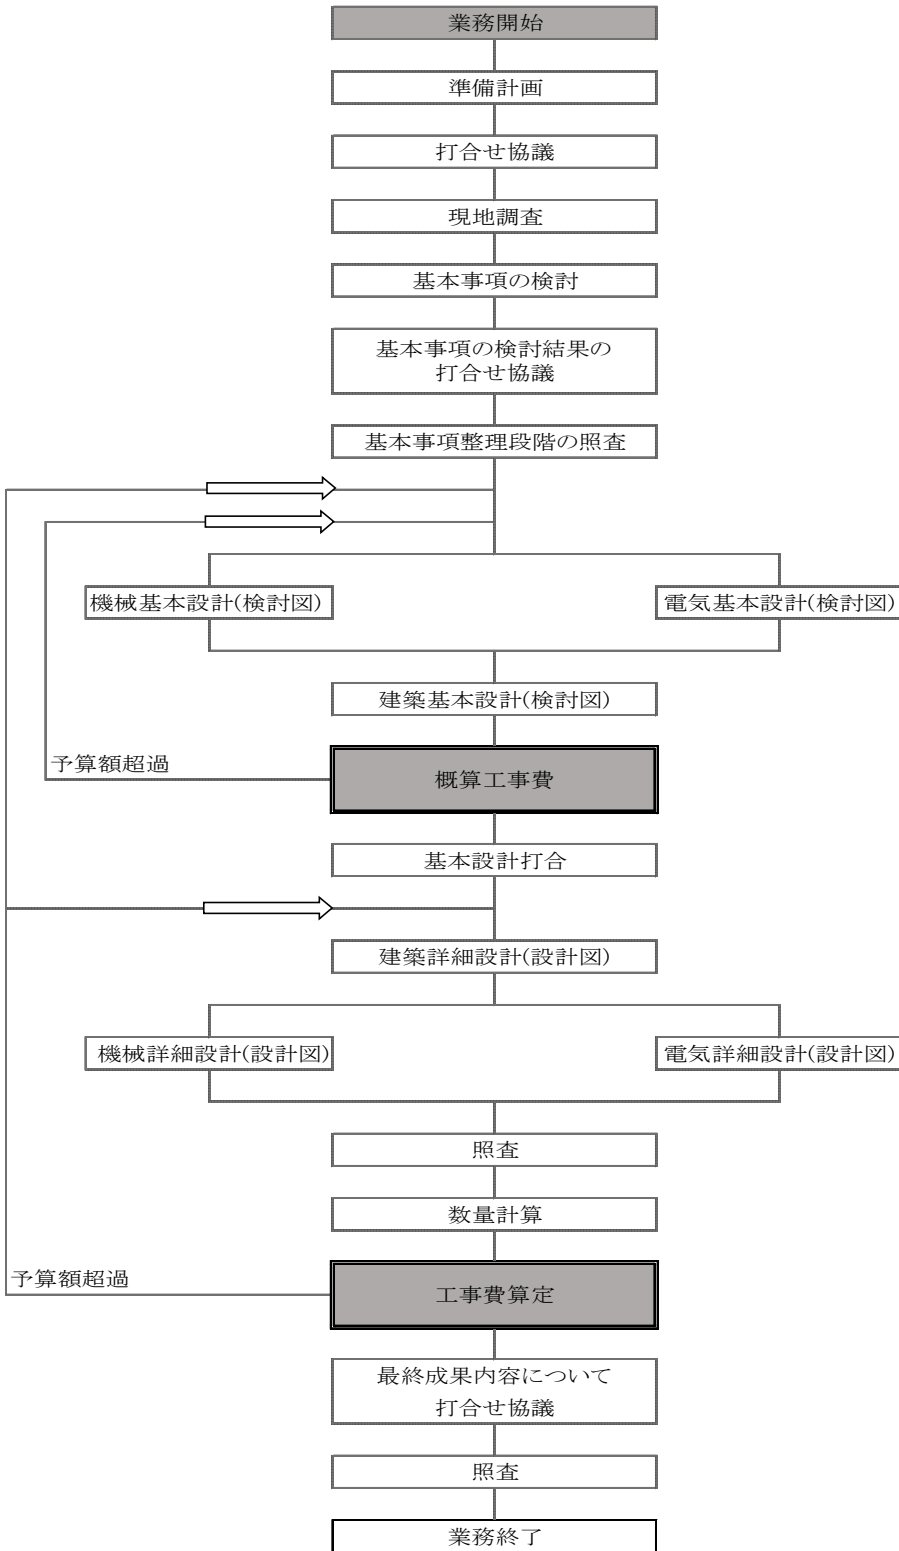 業務開始
準備計画
打合せ協議
現地調査
基本事項の検討
基本事項の検討結果の
打合せ協議
基本事項整理段階の照査
機械基本設計(検討図)
電気基本設計(検討図)
建築基本設計(検討図)
予算額超過
概算工事費
基本設計打合
建築詳細設計(設計図)
機械詳細設計(設計図)
電気詳細設計(設計図)
照査
数量計算
予算額超過
工事費算定
最終成果内容について
打合せ協議
照査
業務終了